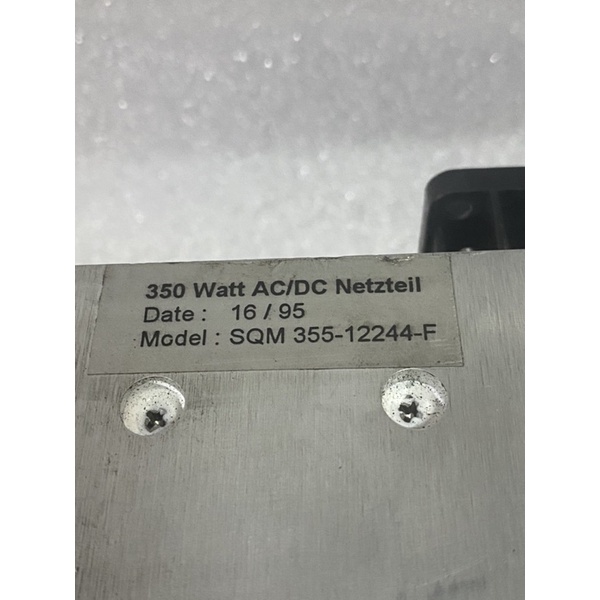 350 Watt AC/DC Netzteil
Date : 16 / 95
Model : SQM 355-12244-F